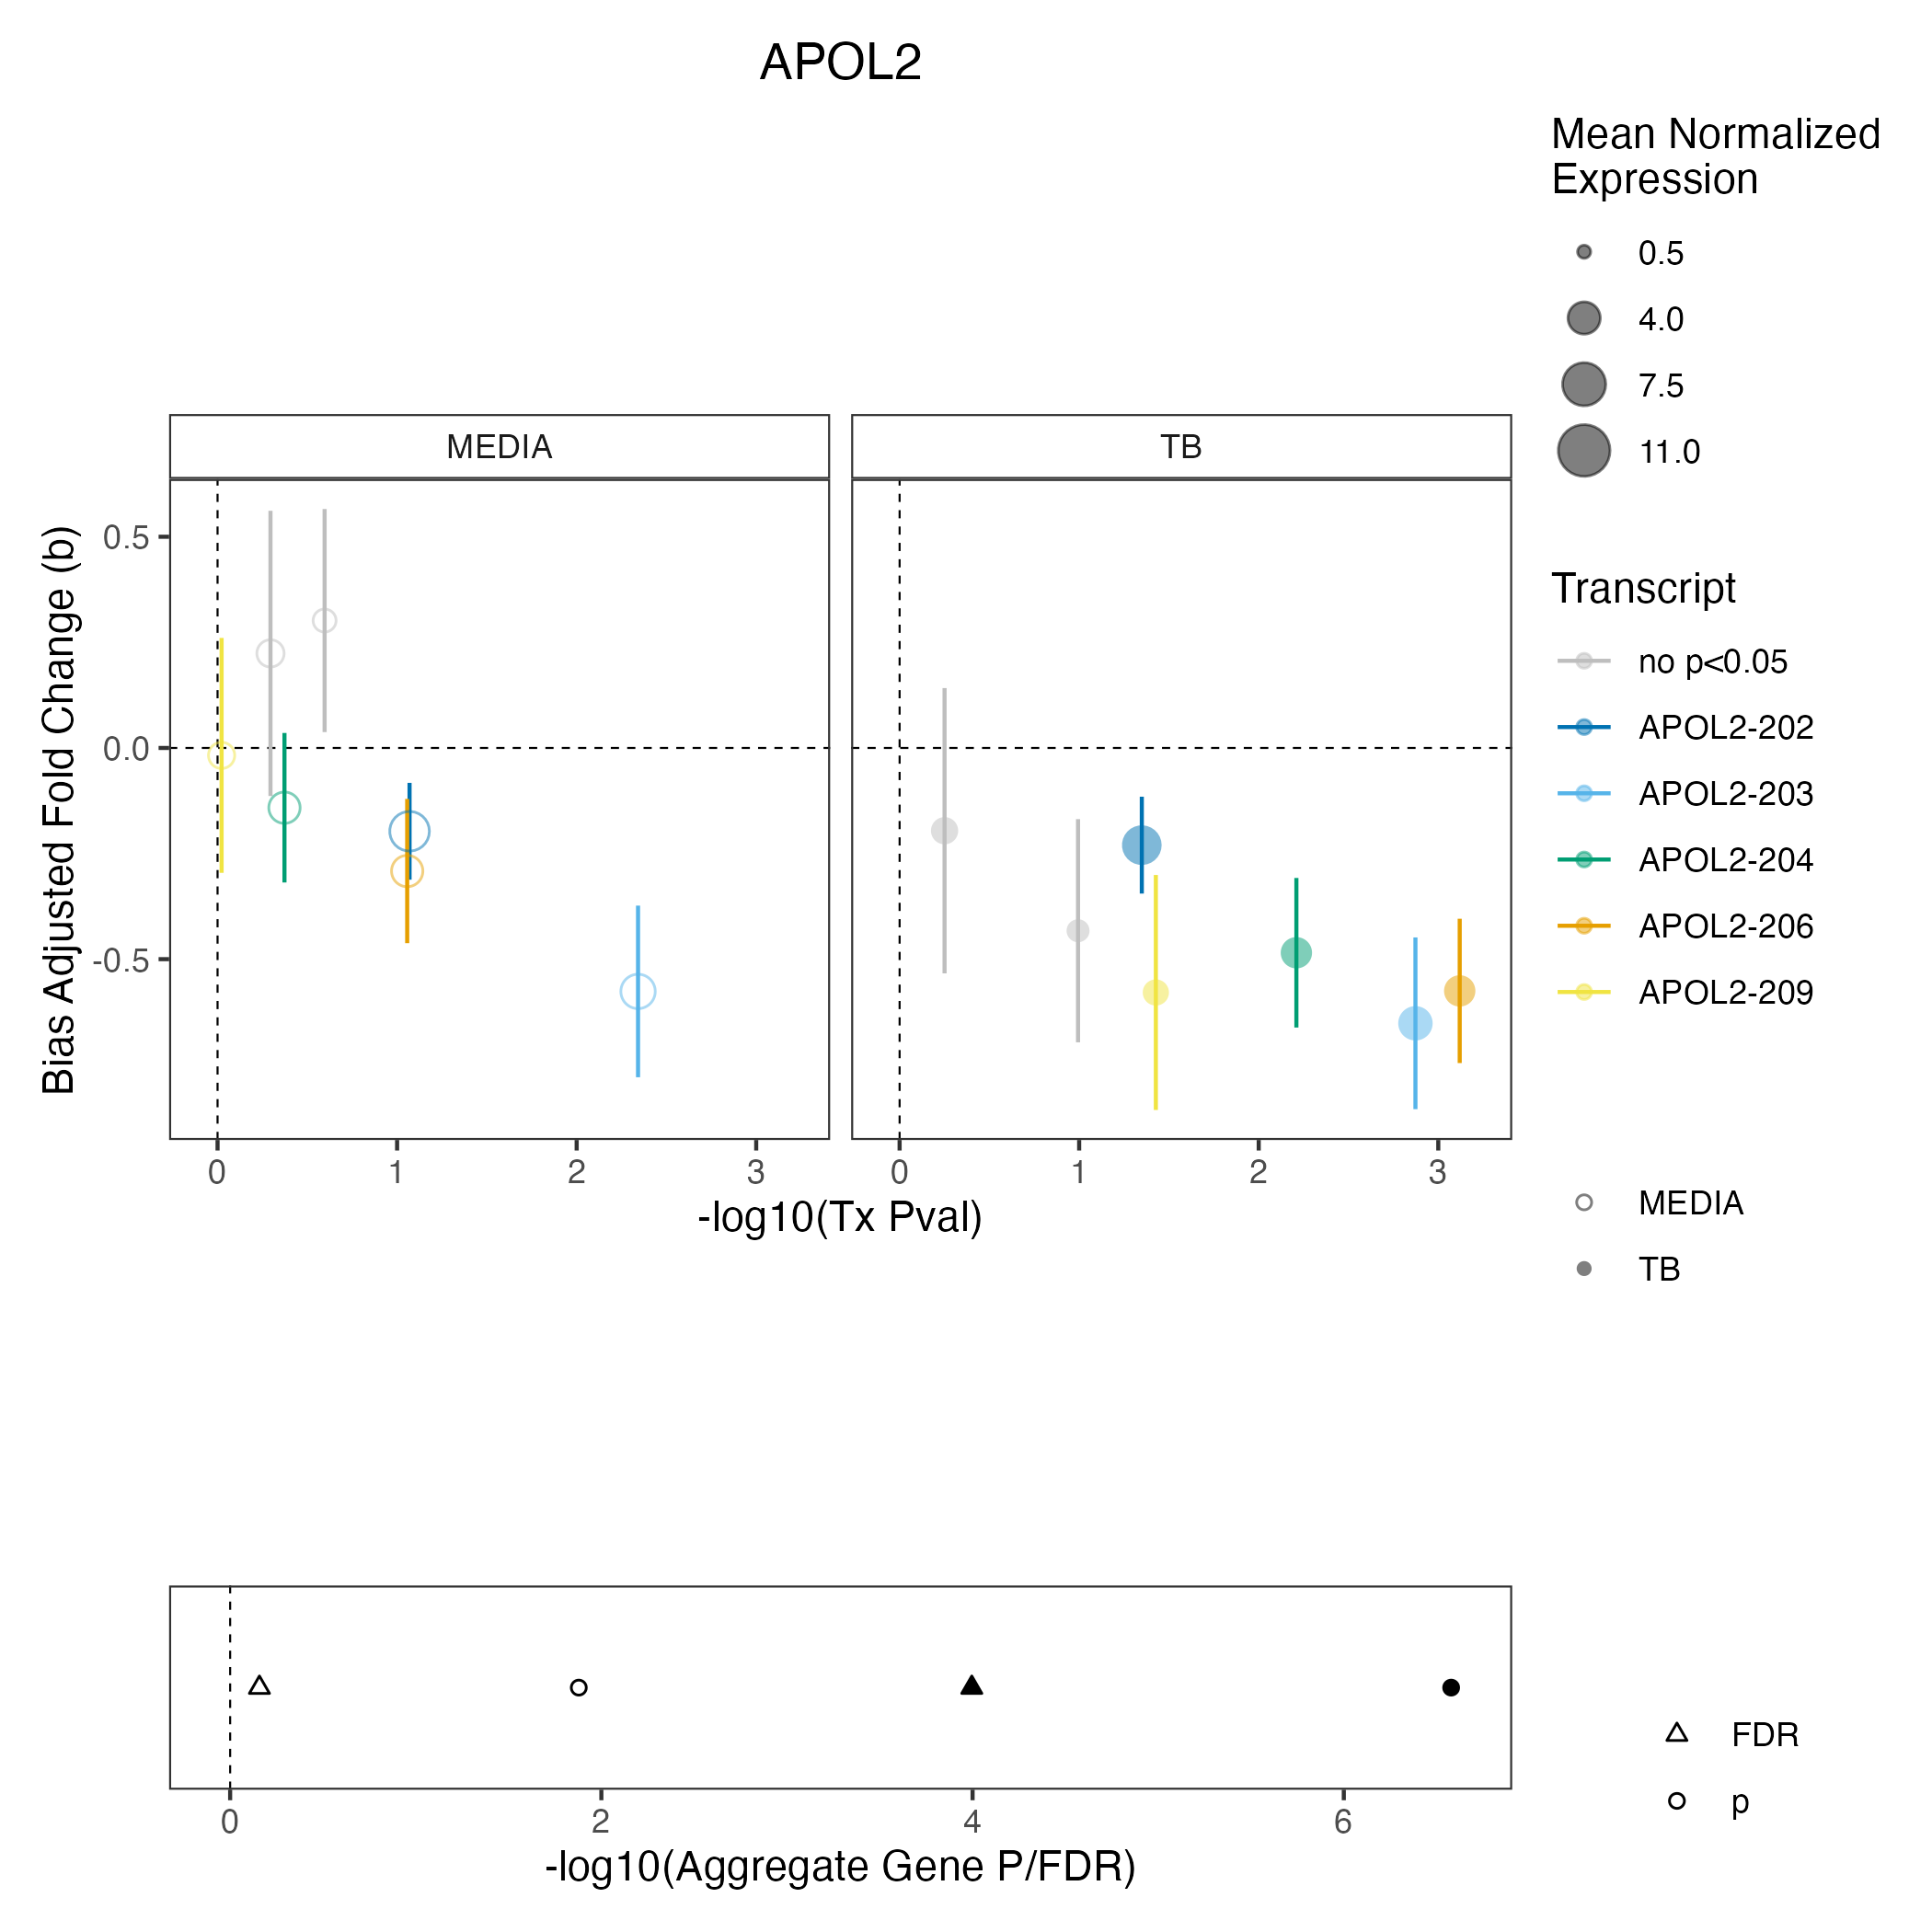 APOL2
Mean Normalized
Expression
0.5
4.0
7.5
11.0
MEDIA
TB
Bias Adjusted Fold Change (b)
0.5
0.0
-0.5
0
1
2
3
0
1
2
3
-log10(Tx Pval)
Transcript
no p<0.05
APOL2-202
APOL2-203
APOL2-204
APOL2-206
APOL2-209
MEDIA
TB
0
2
4
6
-log10(Aggregate Gene P/FDR)
FDR
p